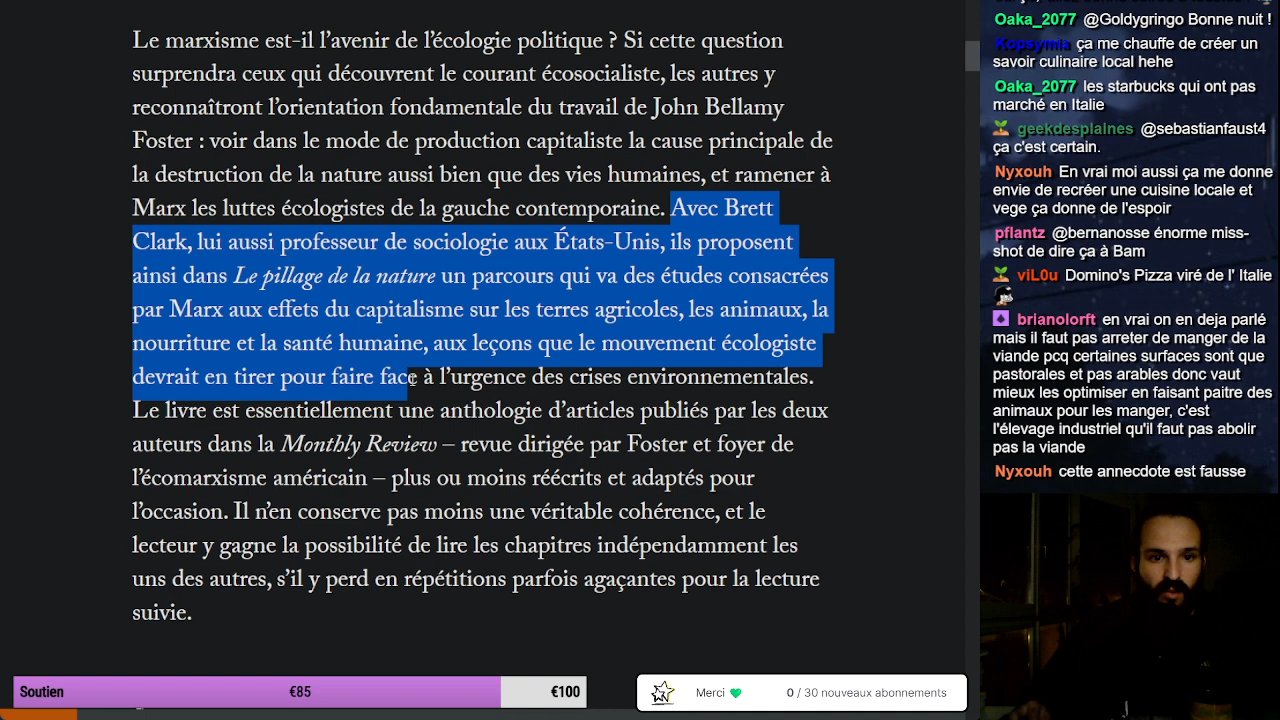 Le marxisme est-il l’avenir de l’écologie politique ? Si cette question
surprendra ceux qui découvrent le courant écosocialiste, les autres y
reconnaîtront l’orientation fondamentale du travail de John Bellamy
Foster : voir dans le mode de production capitaliste la cause principale de
la destruction de la nature aussi bien que des vies humaines, et ramener à
Marx les luttes écologistes de la gauche contemporaine. Avec Brett
Clark, lui aussi professeur de sociologie aux États-Unis, ils proposent
ainsi dans Le pillage de la nature un parcours qui va des études consacrées
par Marx aux effets du capitalisme sur les terres agricoles, les animaux, la
nourriture et la santé humaine, aux leçons que le mouvement écologiste
devrait en tirer pour faire face à l’urgence des crises environnementales.
Le livre est essentiellement une anthologie d’articles publiés par les deux
auteurs dans la Monthly Review – revue dirigée par Foster et foyer de
l’écomarxisme américain – plus ou moins réécrits et adaptés pour
l’occasion. Il n’en conserve pas moins une véritable cohérence, et le
lecteur y gagne la possibilité de lire les chapitres indépendamment les
uns des autres, s’il y perd en répétitions parfois agaçantes pour la lecture
suivie.
Soutien €85 €100
Merci 💚 0 / 30 nouveaux abonnements
Oaka_2077 @Goldygringo Bonne nuit !
Kopsymia ça me chauffe de créer un
savoir culinaire local hehe
Oaka_2077 les starbucks qui ont pas
marché en Italie
geekdesplaines @sebastianfaust4
ça c'est certain.
Nyxouh En vrai moi aussi ça me donne
envie de recréer une cuisine locale et
vege ça donne de l'espoir
pflantz @bernanosse énorme miss-
shot de dire ça à Bam
viL0u Domino's Pizza viré de l' Italie
brianolorft en vrai on en deja parlé
mais il faut pas arreter de manger de la
viande pcq certaines surfaces sont que
pastorales et pas arables donc vaut
mieux les optimiser en faisant paitre des
animaux pour les manger, c'est
l'élevage industriel qu'il faut pas abolir
pas la viande
Nyxouh cette annecdote est fausse